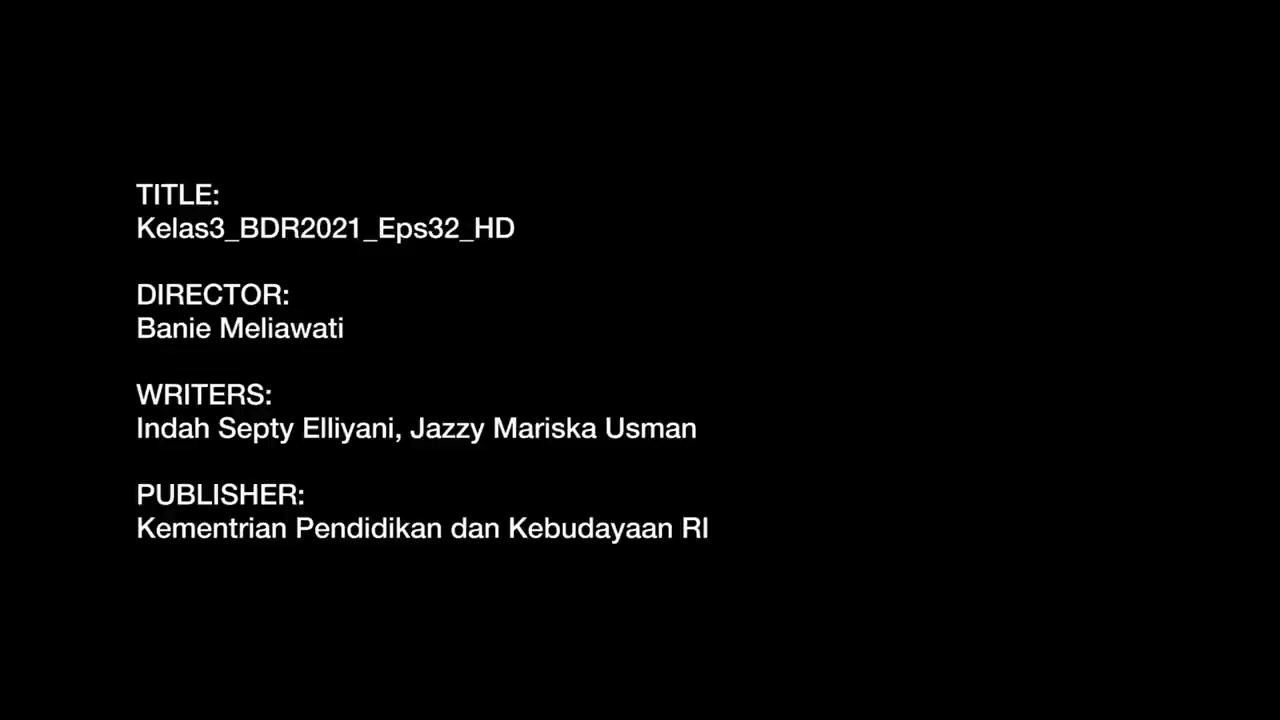 TITLE:
Kelas3_BDR2021_Eps32_HD
DIRECTOR:
Banie Meliawati
WRITERS:
Indah Septy Elliyani, Jazzy Mariska Usman
PUBLISHER:
Kementrian Pendidikan dan Kebudayaan RI